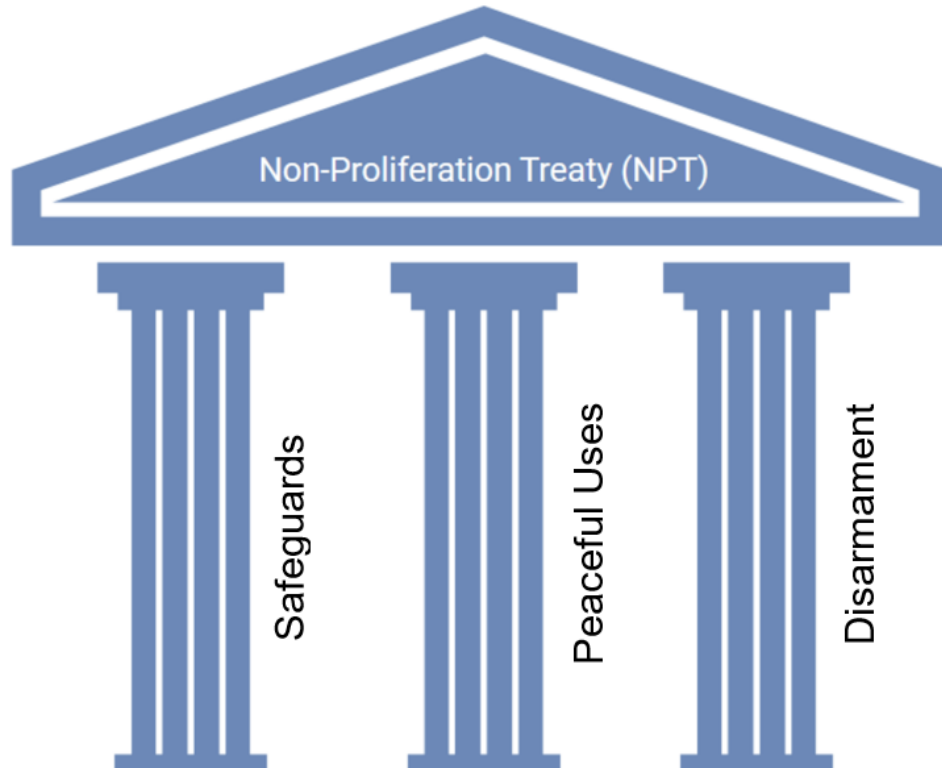 Non-Proliferation Treaty (NPT)
Safeguards
Peaceful Uses
Disarmament